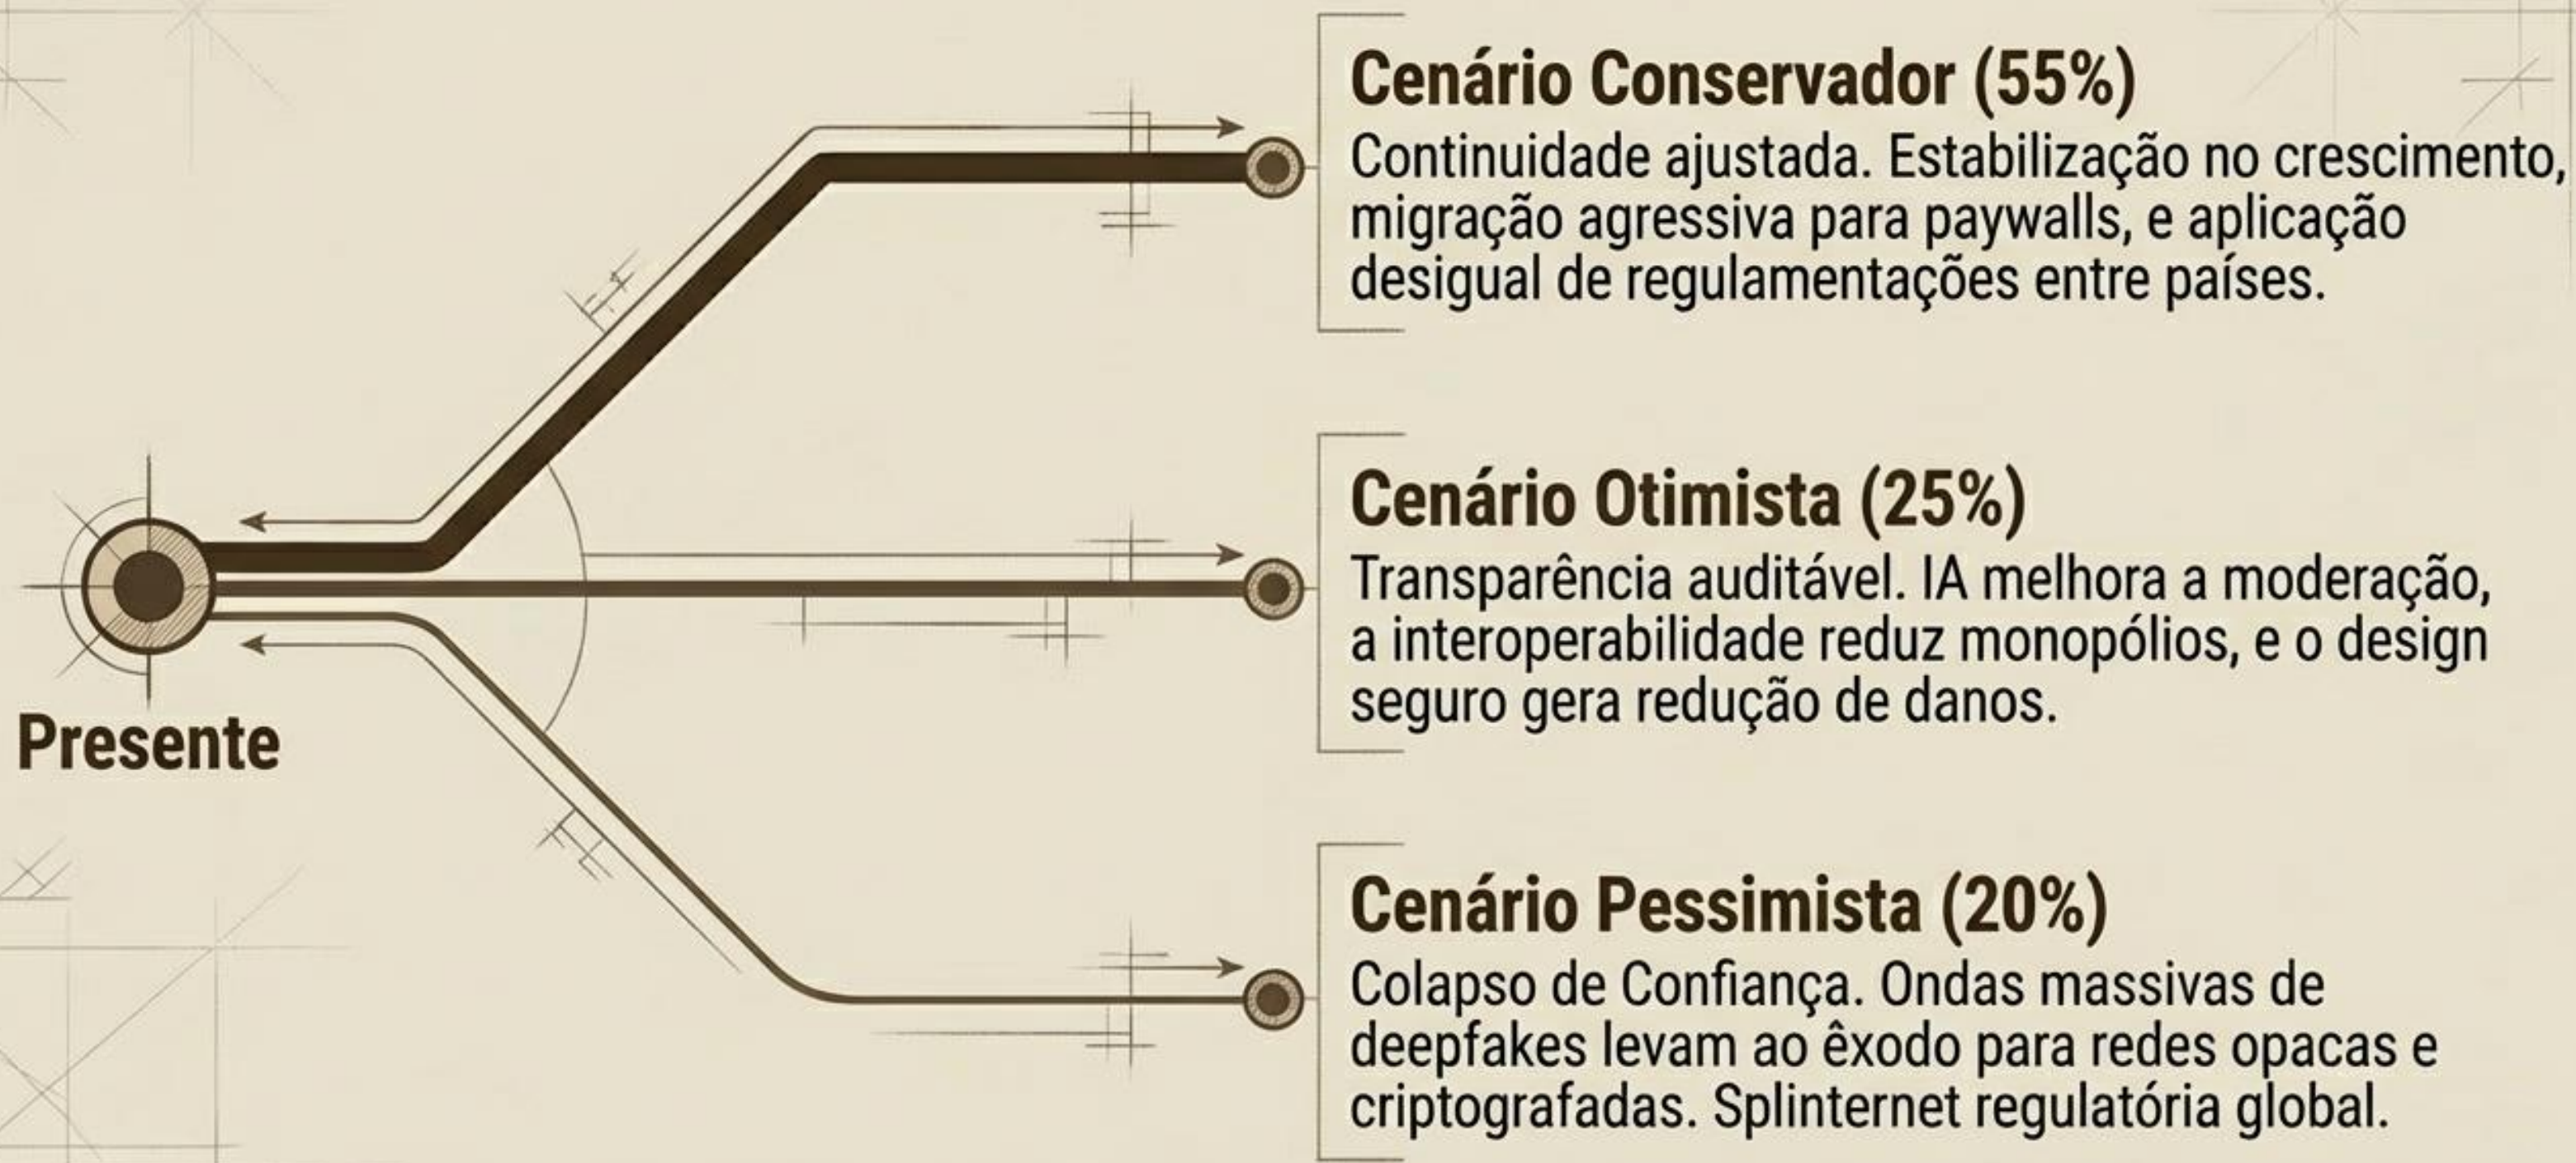 Cenário Conservador (55%)
Continuidade ajustada. Estabilização no crescimento,
migração agressiva para paywalls, e aplicação
desigual de regulamentações entre países.
Presente
Cenário Otimista (25%)
Transparência auditável. IA melhora a moderação,
a interoperabilidade reduz monopólios, e o design
seguro gera redução de danos.
Cenário Pessimista (20%)
Colapso de Confiança. Ondas massivas de
deepfakes levam ao êxodo para redes opacas e
criptografadas. Splinternet regulatória global.